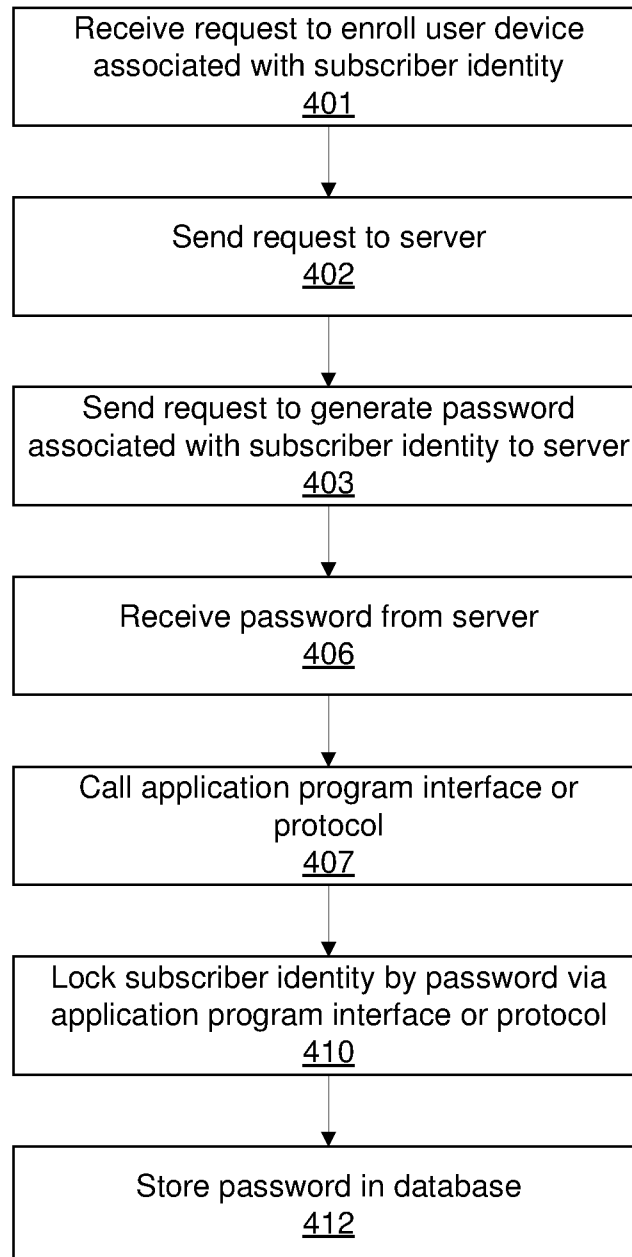 Receive request to enroll user device
associated with subscriber identity
401
Send request to server
402
Send request to generate password
associated with subscriber identity to server
403
Receive password from server
406
Call application program interface or
protocol
407
Lock subscriber identity by password via
application program interface or protocol
410
Store password in database
412